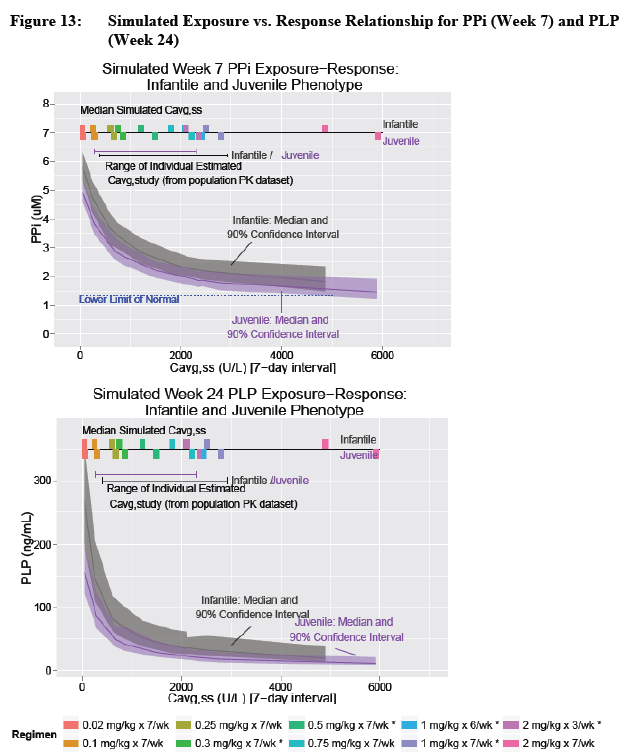 Figure 13: Simulated Exposure vs. Response Relationship for PPi (Week 7) and PLP
(Week 24)
Simulated Week 7 PPi Exposure−Response:
Infantile and Juvenile Phenotype
Median Simulated Cavg,ss
Infantile
Juvenile
Infantile / Juvenile
Range of Individual Estimated
Cavg,study (from population PK dataset)
Infantile: Median and
90% Confidence Interval
Lower Limit of Normal
Juvenile: Median and
90% Confidence Interval
PPi (uM)
8
7
6
5
4
3
2
1
0
0 2000 4000 6000
Cavg,ss (U/L) [7−day interval]
Simulated Week 24 PLP Exposure−Response:
Infantile and Juvenile Phenotype
Median Simulated Cavg,ss
Infantile
Juvenile
Infantile /Juvenile
Range of Individual Estimated
Cavg,study (from population PK dataset)
Infantile: Median and
90% Confidence Interval
Juvenile: Median and
90% Confidence Interval
PLP (ng/mL)
300
200
100
0
0 2000 4000 6000
Cavg,ss (U/L) [7−day interval]
Regimen
0.02 mg/kg x 7/wk 0.25 mg/kg x 7/wk 0.5 mg/kg x 7/wk * 1 mg/kg x 6/wk * 2 mg/kg x 3/wk *
0.1 mg/kg x 7/wk 0.3 mg/kg x 7/wk * 0.75 mg/kg x 7/wk 1 mg/kg x 7/wk * 2 mg/kg x 7/wk